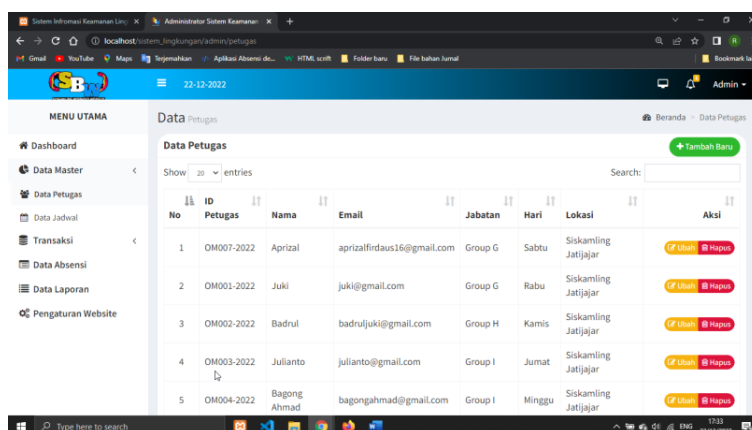 Sistem Infromasi Keamanan Ling
Administrator Sistem Keamanan
localhost/sistem_lingkungan/admin/petugas
Gmail YouTube Maps Terjemahkan Aplikasi Absensi de... HTML scrift Folder baru File bahan Jurnal Bookmark la
SB
22-12-2022
Admin
MENU UTAMA
Dashboard
Data Master
Data Petugas
Data Jadwal
Transaksi
Data Absensi
Data Laporan
Pengaturan Website
Data Petugas
Beranda > Data Petugas
Data Petugas
+ Tambah Baru
Show 20 entries
Search:
No ID Petugas Nama Email Jabatan Hari Lokasi Aksi
1 OM007-2022 Aprizal aprizalfirdaus16@gmail.com Group G Sabtu Siskamling Jatijajar Ubah Hapus
2 OM001-2022 Juki juki@gmail.com Group G Rabu Siskamling Jatijajar Ubah Hapus
3 OM002-2022 Badrul badruljuki@gmail.com Group H Kamis Siskamling Jatijajar Ubah Hapus
4 OM003-2022 Julianto julianto@gmail.com Group I Jumat Siskamling Jatijajar Ubah Hapus
5 OM004-2022 Bagong Ahmad bagongahmad@gmail.com Group I Minggu Siskamling Jatijajar Ubah Hapus
Type here to search
ENG
17:33